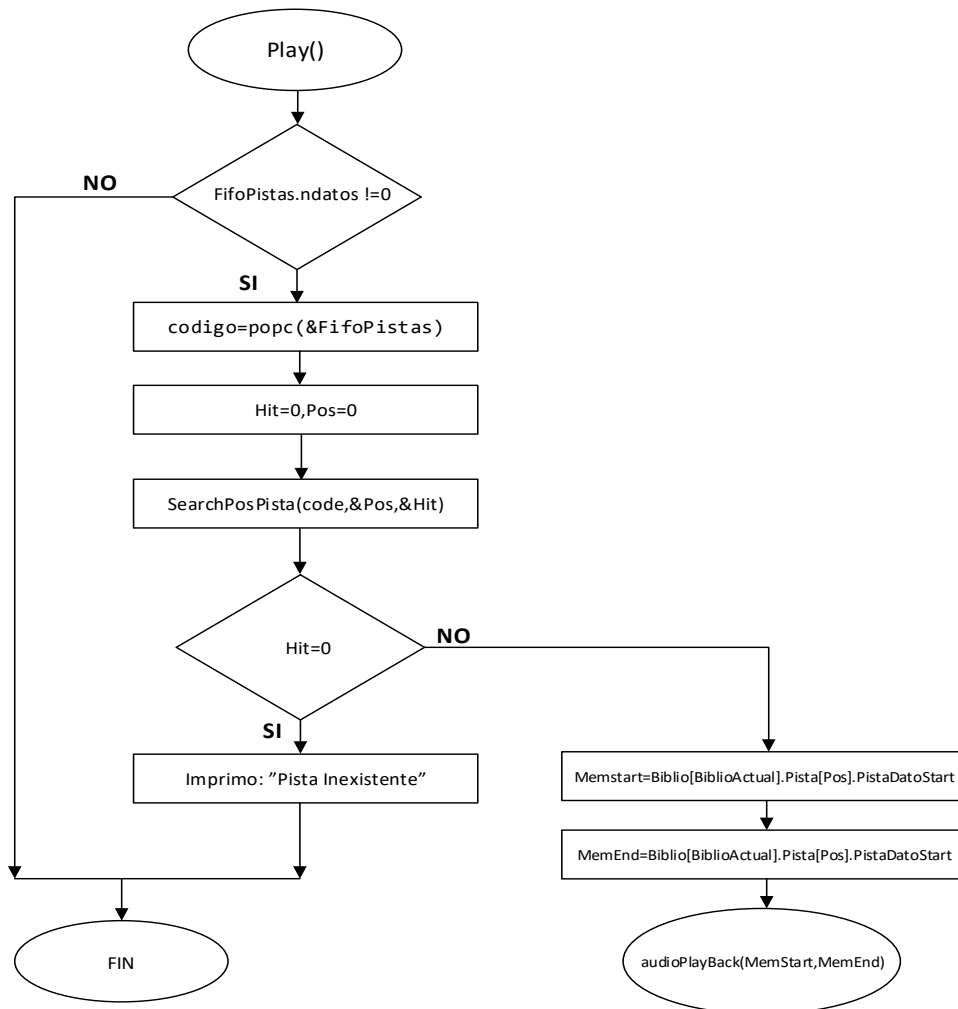 Play()
FifoPistas.ndatos !=0
NO
SI
codigo=popc(&FifoPistas)
Hit=0,Pos=0
SearchPosPista(code,&Pos,&Hit)
Hit=0
NO
SI
Imprimo: ”Pista Inexistente”
Memstart=Biblio[BiblioActual].Pista[Pos].PistaDatoStart
MemEnd=Biblio[BiblioActual].Pista[Pos].PistaDatoStart
FIN
audioPlayBack(MemStart,MemEnd)